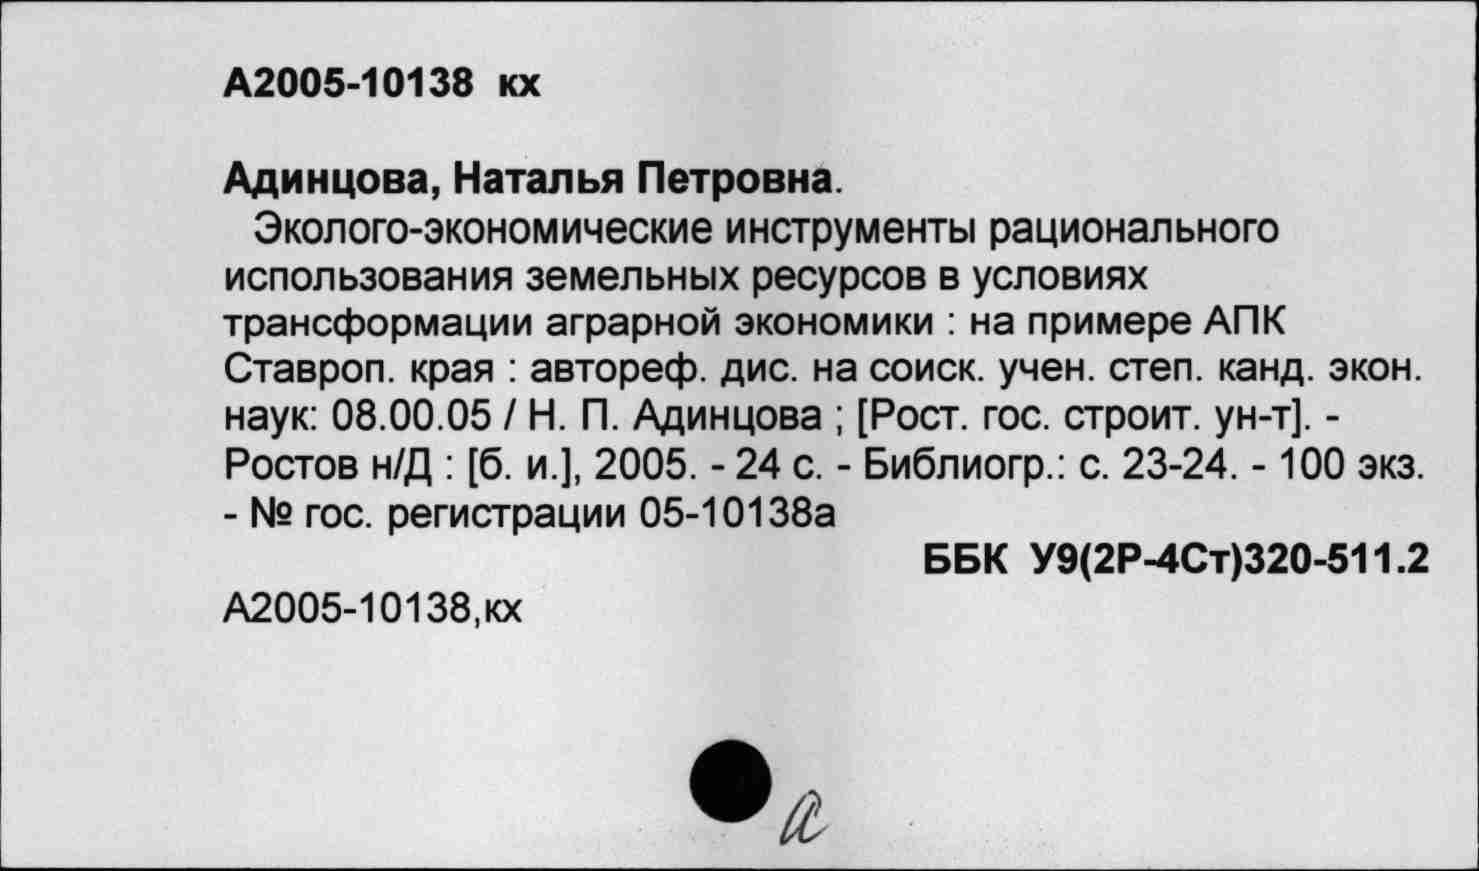 А2005-10138 кх
Адинцова, Наталья Петровна.
Эколого-экономические инструменты рационального
использования земельных ресурсов в условиях
трансформации аграрной экономики : на примере АПК
Ставроп. края : автореф. дис. на соиск. учен. степ. канд. экон.
наук: 08.00.05 / Н. П. Адинцова ; [Рост. гос. строит. ун-т]. -
Ростов н/Д : [б. и.], 2005. - 24 с. - Библиогр.: с. 23-24. - 100 экз.
- № гос. регистрации 05-10138а
ББК У9(2Р-4Ст)320-511.2
А2005-10138,кх
а